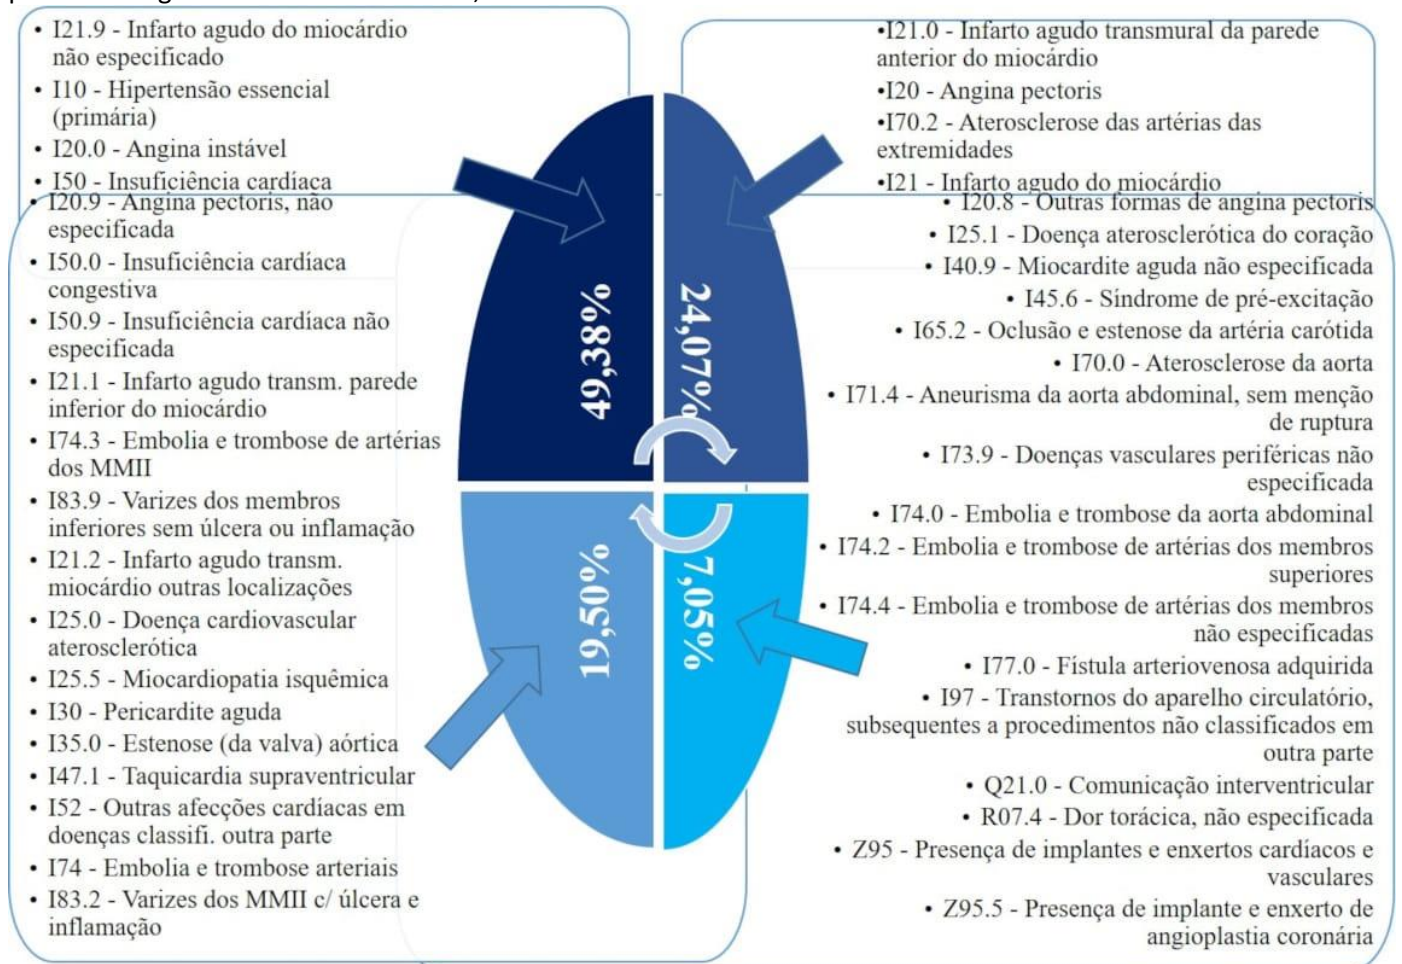 • I21.9 - Infarto agudo do miocárdio
não especificado
• I10 - Hipertensão essencial
(primária)
• I20.0 - Angina instável
• I50 - Insuficiência cardíaca
•I21.0 - Infarto agudo transmural da parede
anterior do miocárdio
•I20 - Angina pectoris
•I70.2 - Aterosclerose das artérias das
extremidades
•I21 - Infarto agudo do miocárdio
49,38%
24,07%
19,50%
7,05%
• I20.9 - Angina pectoris, não
especificada
• I50.0 - Insuficiência cardíaca
congestiva
• I50.9 - Insuficiência cardíaca não
especificada
• I21.1 - Infarto agudo transm. parede
inferior do miocárdio
• I74.3 - Embolia e trombose de artérias
dos MMII
• I83.9 - Varizes dos membros
inferiores sem úlcera ou inflamação
• I21.2 - Infarto agudo transm.
miocárdio outras localizações
• I25.0 - Doença cardiovascular
aterosclerótica
• I25.5 - Miocardiopatia isquêmica
• I30 - Pericardite aguda
• I35.0 - Estenose (da valva) aórtica
• I47.1 - Taquicardia supraventricular
• I52 - Outras afecções cardíacas em
doenças classifi. outra parte
• I74 - Embolia e trombose arteriais
• I83.2 - Varizes dos MMII c/ úlcera e
inflamação
• I20.8 - Outras formas de angina pectoris
• I25.1 - Doença aterosclerótica do coração
• I40.9 - Miocardite aguda não especificada
• I45.6 - Síndrome de pré-excitação
• I65.2 - Oclusão e estenose da artéria carótida
• I70.0 - Aterosclerose da aorta
• I71.4 - Aneurisma da aorta abdominal, sem menção
de ruptura
• I73.9 - Doenças vasculares periféricas não
especificada
• I74.0 - Embolia e trombose da aorta abdominal
• I74.2 - Embolia e trombose de artérias dos membros
superiores
• I74.4 - Embolia e trombose de artérias dos membros
não especificadas
• I77.0 - Fístula arteriovenosa adquirida
• I97 - Transtornos do aparelho circulatório,
subsequentes a procedimentos não classificados em
outra parte
• Q21.0 - Comunicação interventricular
• R07.4 - Dor torácica, não especificada
• Z95 - Presença de implantes e enxertos cardíacos e
vasculares
• Z95.5 - Presença de implante e enxerto de
angioplastia coronária